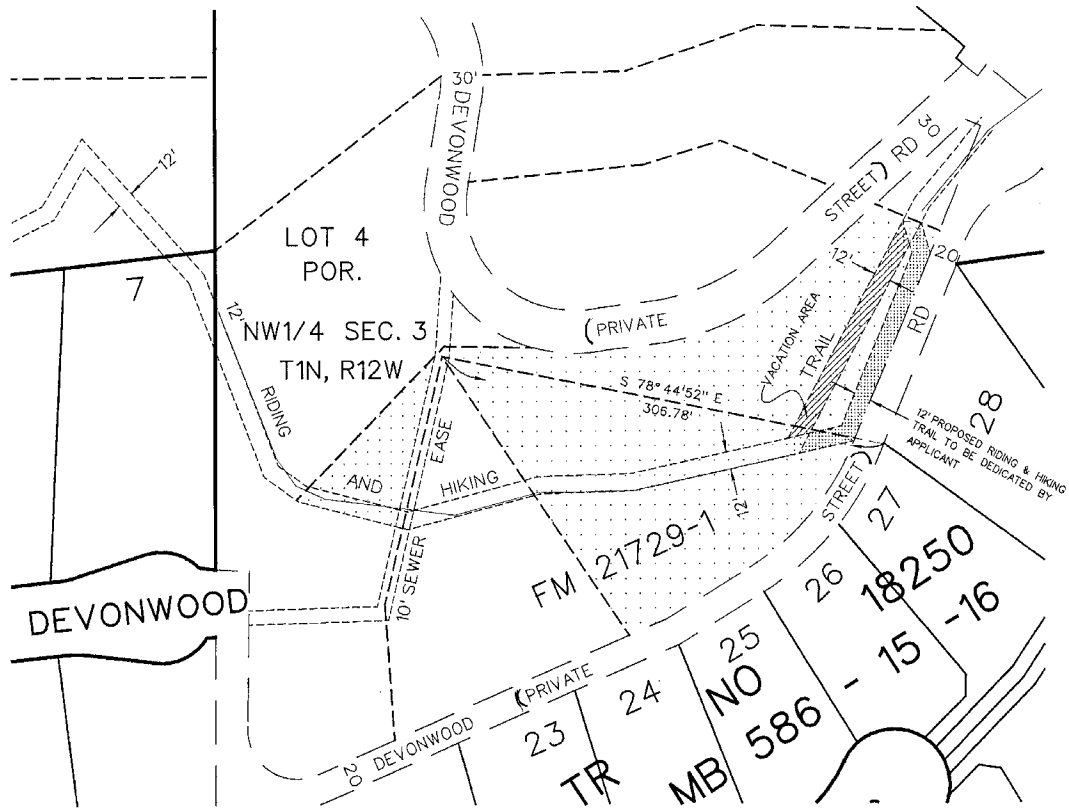 30'
DEVONWOOD
12'
LOT 4
POR.
NW1/4 SEC. 3
T1N, R12W
7
12'
RIDING
AND
HIKING
EASE
10' SEWER
(PRIVATE
STREET) RD
30
S 78° 44'52" E
306.78'
12'
VACATION AREA
TRAIL
12'
20
RD
12' PROPOSED RIDING & HIKING
TRAIL TO BE DEDICATED BY
APPLICANT
28
27
26
25
24
23
STREET)
FM 21729-1
DEVONWOOD
20
DEVONWOOD
(PRIVATE
TR
NO
18250
MB
586 - 15 -16